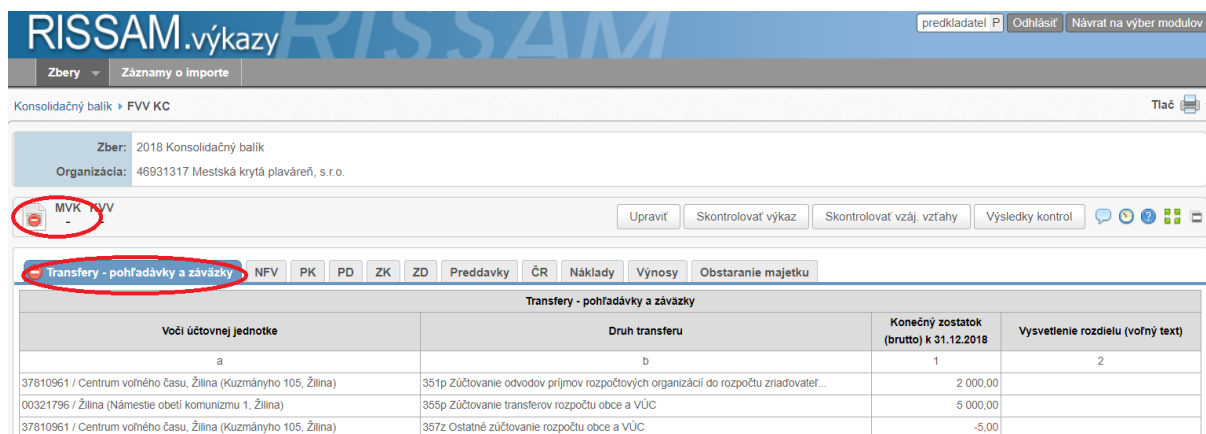 RISSAM.výkazy RISSAM
predkladatel P Odhlásiť Návrat na výber modulov
Zbery Záznamy o importe
Konsolidačný balík ▸ FVV KC Tlač
Zber: 2018 Konsolidačný balík
Organizácia: 46931317 Mestská krytá plaváreň, s.r.o.
MVK KVV
- -
Upraviť Skontrolovať výkaz Skontrolovať vzáj. vzťahy Výsledky kontrol
Transfery - pohľadávky a záväzky NFV PK PD ZK ZD Preddavky ČR Náklady Výnosy Obstaranie majetku
Transfery - pohľadávky a záväzky
Voči účtovnej jednotke Druh transferu Konečný zostatok (brutto) k 31.12.2018 Vysvetlenie rozdielu (voľný text)
a b 1 2
37810961 / Centrum voľného času, Žilina (Kuzmányho 105, Žilina) 351p Zúčtovanie odvodov príjmov rozpočtových organizácií do rozpočtu zriaďovateľ... 2 000,00
00321796 / Žilina (Námestie obetí komunizmu 1, Žilina) 355p Zúčtovanie transferov rozpočtu obce a VÚC 5 000,00
37810961 / Centrum voľného času, Žilina (Kuzmányho 105, Žilina) 357z Ostatné zúčtovanie rozpočtu obce a VÚC -5,00